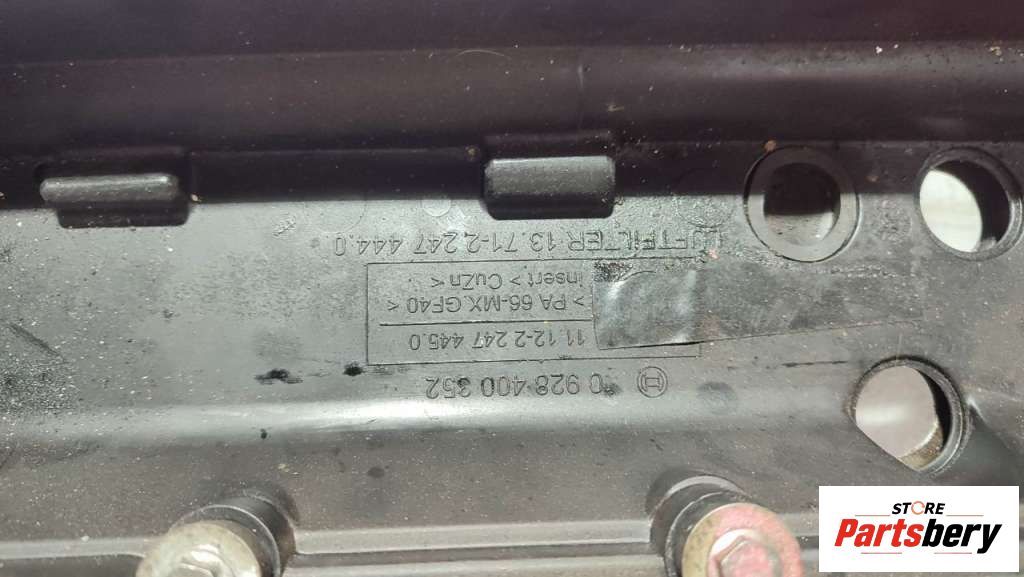 0 928 400 352
11.12-2 247 445.0
> PA 66-MX.GF40 <
insert > CuZn <
LUFTFILTER 13.71-2 247 444.0
STORE
Partsbery